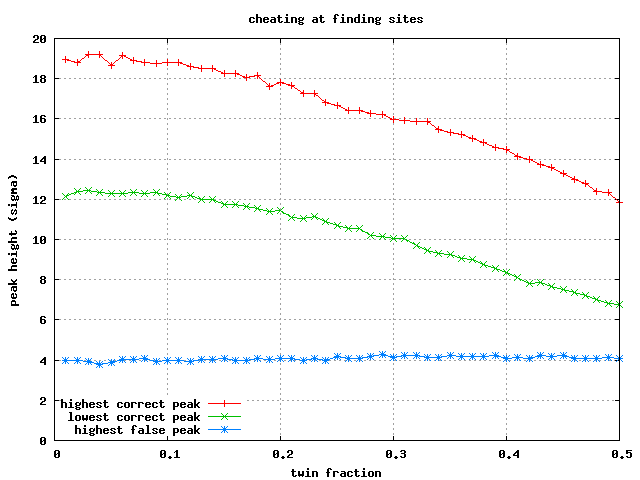 cheating at finding sites
20
18
16
14
12
10
8
6
4
2
0
peak height (sigma)
highest correct peak
lowest correct peak
highest false peak
0
0.1
0.2
0.3
0.4
0.5
twin fraction